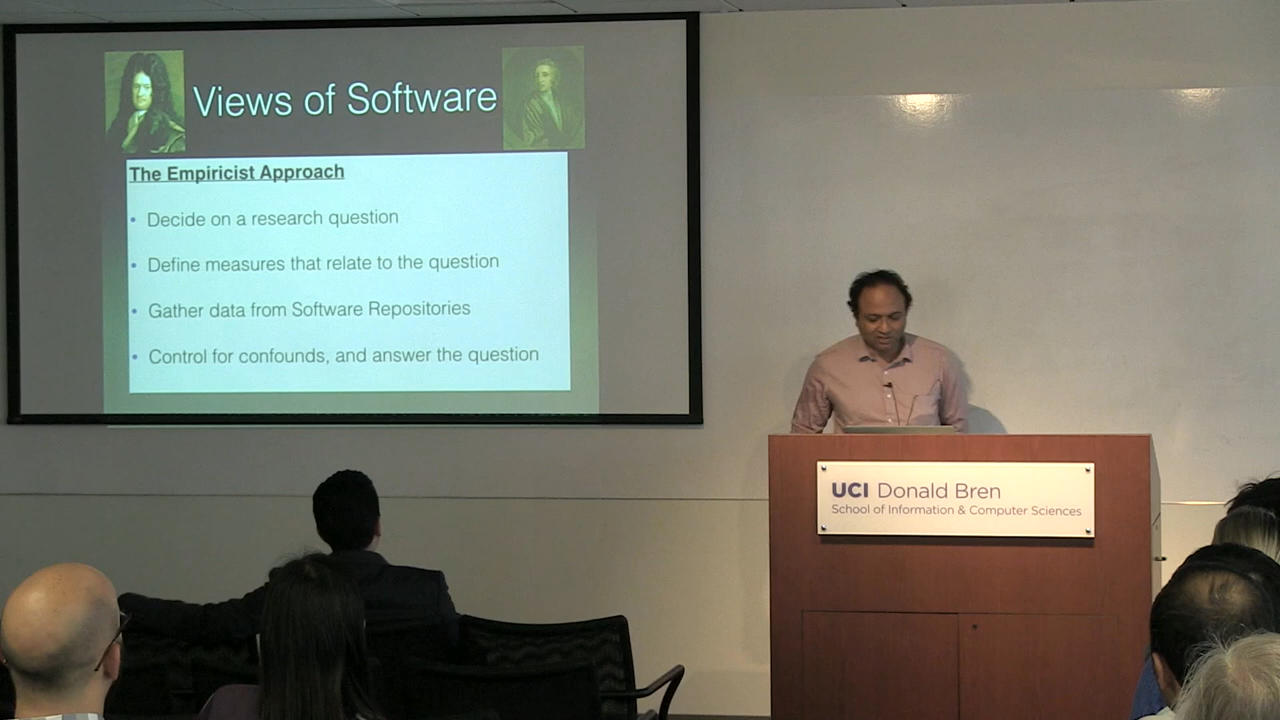 Views of Software
The Empiricist Approach
• Decide on a research question
• Define measures that relate to the question
• Gather data from Software Repositories
• Control for confounds, and answer the question
UCI Donald Bren
School of Information & Computer Sciences